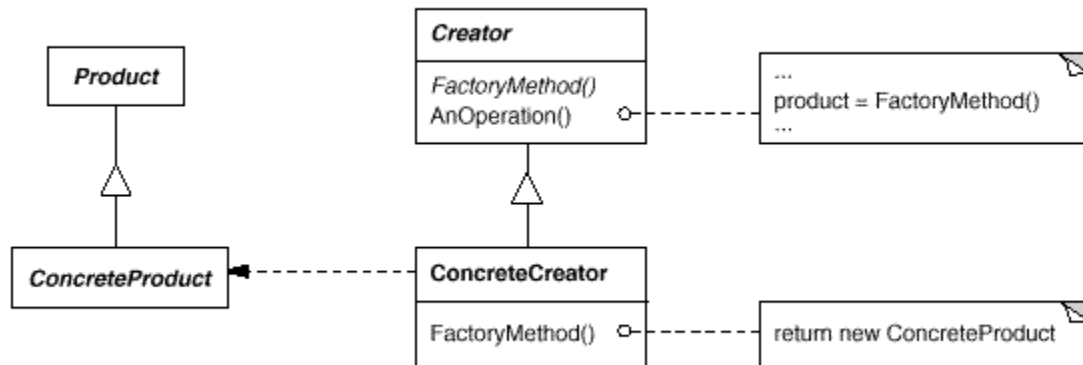 Product
Creator
FactoryMethod()
AnOperation()
...
product = FactoryMethod()
...
ConcreteProduct
ConcreteCreator
FactoryMethod()
return new ConcreteProduct